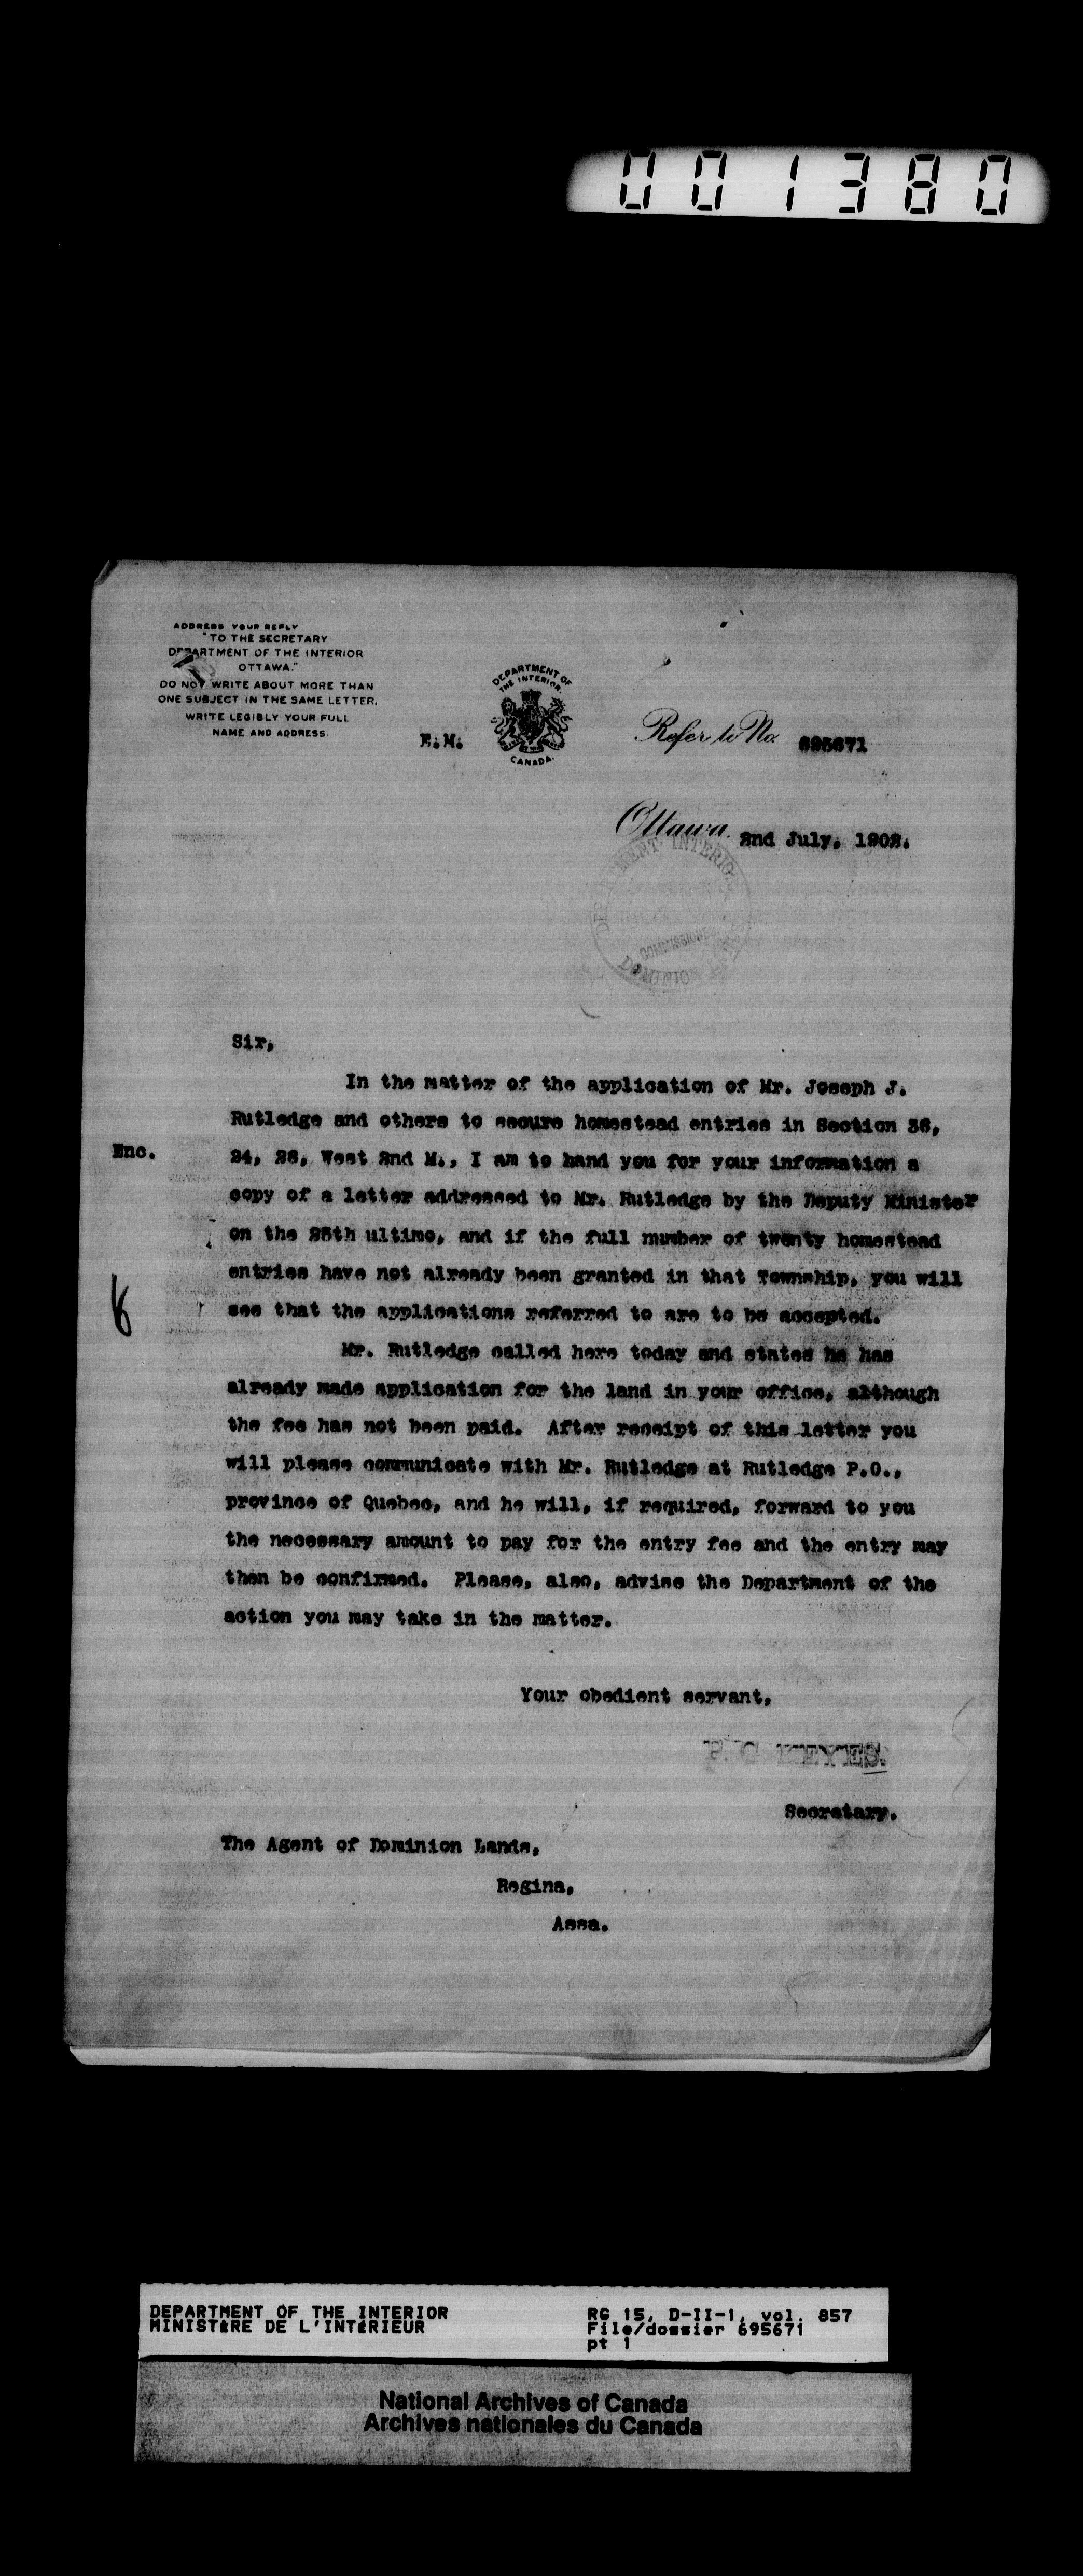 001380
ADDRESS YOUR REPLY
"TO THE SECRETARY
DEPARTMENT OF THE INTERIOR
OTTAWA."
DO NOT WRITE ABOUT MORE THAN
ONE SUBJECT IN THE SAME LETTER.
WRITE LEGIBLY YOUR FULL
NAME AND ADDRESS.
DEPARTMENT OF
THE INTERIOR.
CANADA.
Refer to No. 695671
Ottawa. 2nd July, 1902.
INTERIOR
COMMISSIONER
DOMINIO
Sir,
In the matter of the application of Mr. Joseph J.
Rutledge and others to secure homestead entries in Section 36,
Enc.
24, 28, West 2nd M., I am to hand you for your information a
copy of a letter addressed to Mr. Rutledge by the Deputy Minister
on the 25th ultimo, and if the full number of twenty homestead
entries have not already been granted in that Township, you will
see that the applications referred to are to be accepted.
Mr. Rutledge called here today and states he has
already made application for the land in your office, although
the fee has not been paid. After receipt of this letter you
will please communicate with Mr. Rutledge at Rutledge P.O.,
province of Quebec, and he will, if required, forward to you
the necessary amount to pay for the entry fee and the entry may
then be confirmed. Please, also, advise the Department of the
action you may take in the matter.
Your obedient servant,
P. G. KEYES.
Secretary.
The Agent of Dominion Lands,
Regina,
Assa.
DEPARTMENT OF THE INTERIOR
MINISTÈRE DE L'INTÉRIEUR
RG 15, D-II-1, vol. 857
File/dossier 695671
pt 1
National Archives of Canada
Archives nationales du Canada